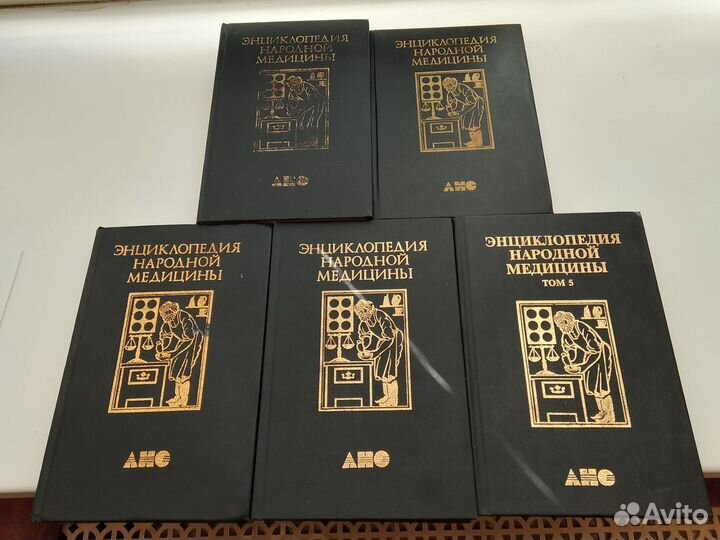 ЭНЦИКЛОПЕДИЯ
НАРОДНОЙ
МЕДИЦИНЫ
АНС
ЭНЦИКЛОПЕДИЯ
НАРОДНОЙ
МЕДИЦИНЫ
АНС
ЭНЦИКЛОПЕДИЯ
НАРОДНОЙ
МЕДИЦИНЫ
АНС
ЭНЦИКЛОПЕДИЯ
НАРОДНОЙ
МЕДИЦИНЫ
АНС
ЭНЦИКЛОПЕДИЯ
НАРОДНОЙ
МЕДИЦИНЫ
ТОМ 5
АНС
Avito